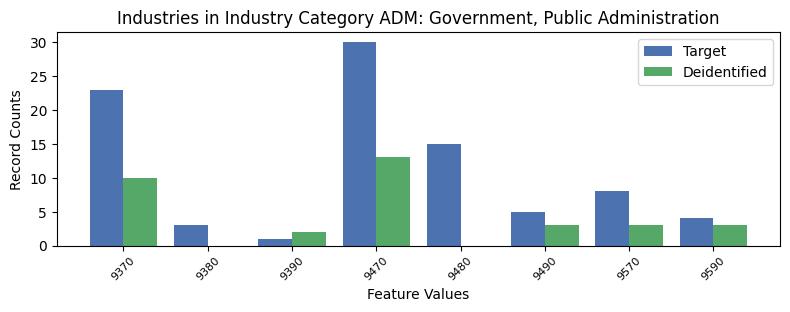 Industries in Industry Category ADM: Government, Public Administration
Target
Deidentified
Record Counts
30
25
20
15
10
5
0
9370 9380 9390 9470 9480 9490 9570 9590
Feature Values